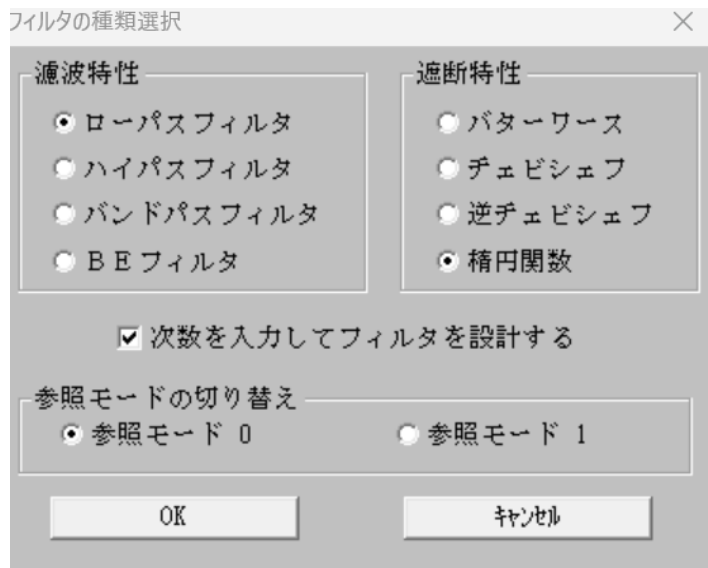 フィルタの種類選択
濾波特性
ローパスフィルタ
ハイパスフィルタ
バンドパスフィルタ
ＢＥフィルタ
遮断特性
バターワース
チェビシェフ
逆チェビシェフ
楕円関数
次数を入力してフィルタを設計する
参照モードの切り替え
参照モード 0
参照モード 1
OK
ｷｬﾝｾﾙ